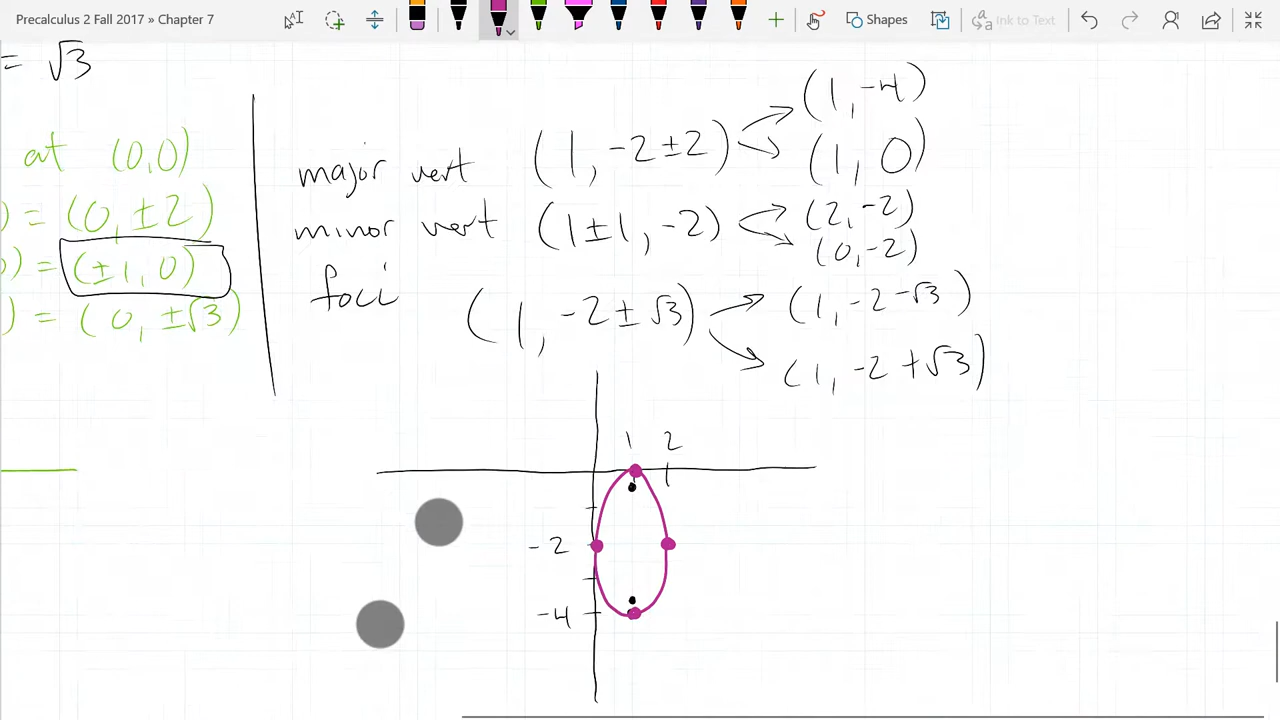 Precalculus 2 Fall 2017 » Chapter 7
Shapes
Ink to Text
= √3
at (0,0)
) = (0, ±2)
) = (±1, 0)
) = (0, ±√3)
major vert (1, -2±2) (1, -4)
(1, 0)
minor vert (1±1, -2) (2, -2)
(0, -2)
foci (1, -2±√3) (1, -2-√3)
(1, -2+√3)
1 2
-2
-4